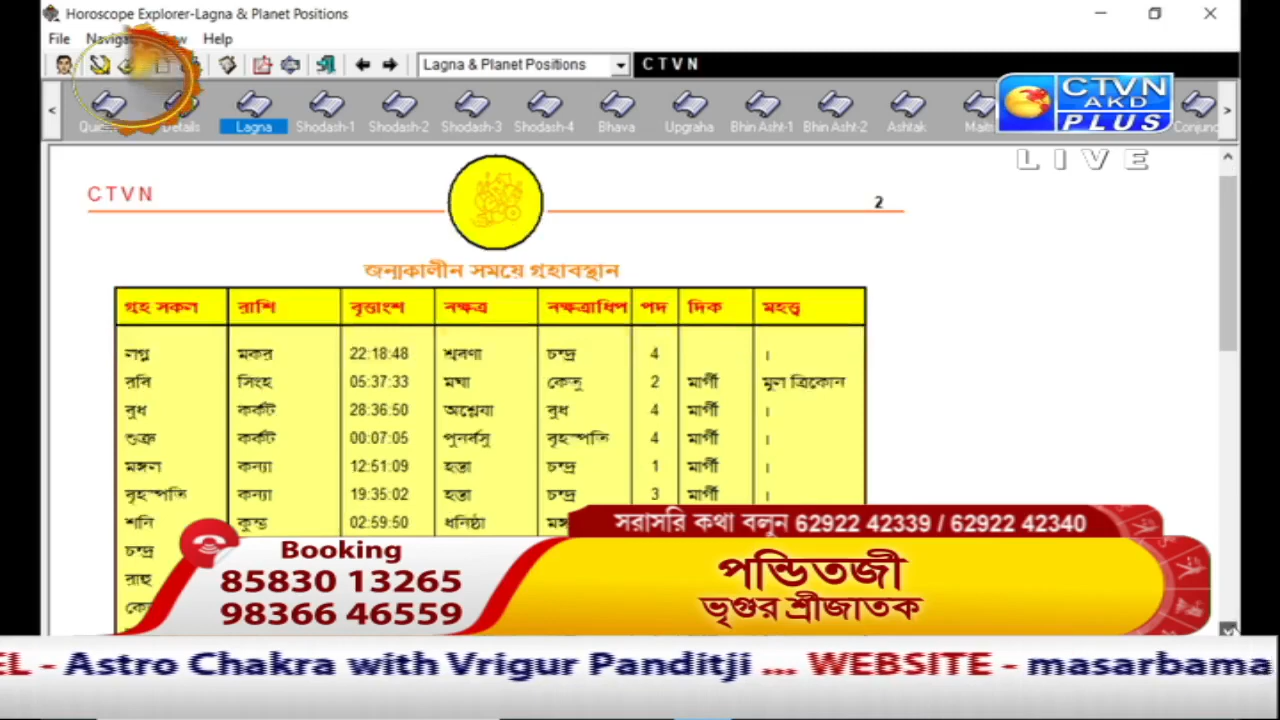 Horoscope Explorer-Lagna & Planet Positions
File View Help
Lagna & Planet Positions CTVN
< Details Lagna Shodash-1 Shodash-2 Shodash-3 Shodash-4 Bhava Upgraha Bhin Asht-1 Bhin Asht-2 Ashtak >
CTVN AKD PLUS
LIVE
CTVN 2
জন্মকালীন সময়ে গৃহাবস্থান
গৃহ সকল রাশি বৃত্তাংশ নক্ষত্র নক্ষত্রাধিপ পদ দিক মহত্ত্ব
লগ্ন মকর 22:18:48 শ্রবণা চন্দ্র 4 ।
রবি সিংহ 05:37:33 মঘা কেতু 2 মার্গী মুল ত্রিকোন
বুধ কর্কট 28:36:50 অশ্লেষা বুধ 4 মার্গী ।
শুক্র কর্কট 00:07:05 পুনর্বসু বৃহস্পতি 4 মার্গী ।
মঙ্গল কন্যা 12:51:09 হস্তা চন্দ্র 1 মার্গী ।
বৃহস্পতি কন্যা 19:35:02 হস্তা চন্দ্র 3 মার্গী ।
শনি কুম্ভ 02:59:50 ধনিষ্ঠা
চন্দ্র
রাহু
সরাসরি কথা বলুন 62922 42339 / 62922 42340
Booking
85830 13265
98366 46559
পন্ডিতজী
ভৃগুর শ্রীজাতক
EL - Astro Chakra with Vrigur Panditji ... WEBSITE - masarbama